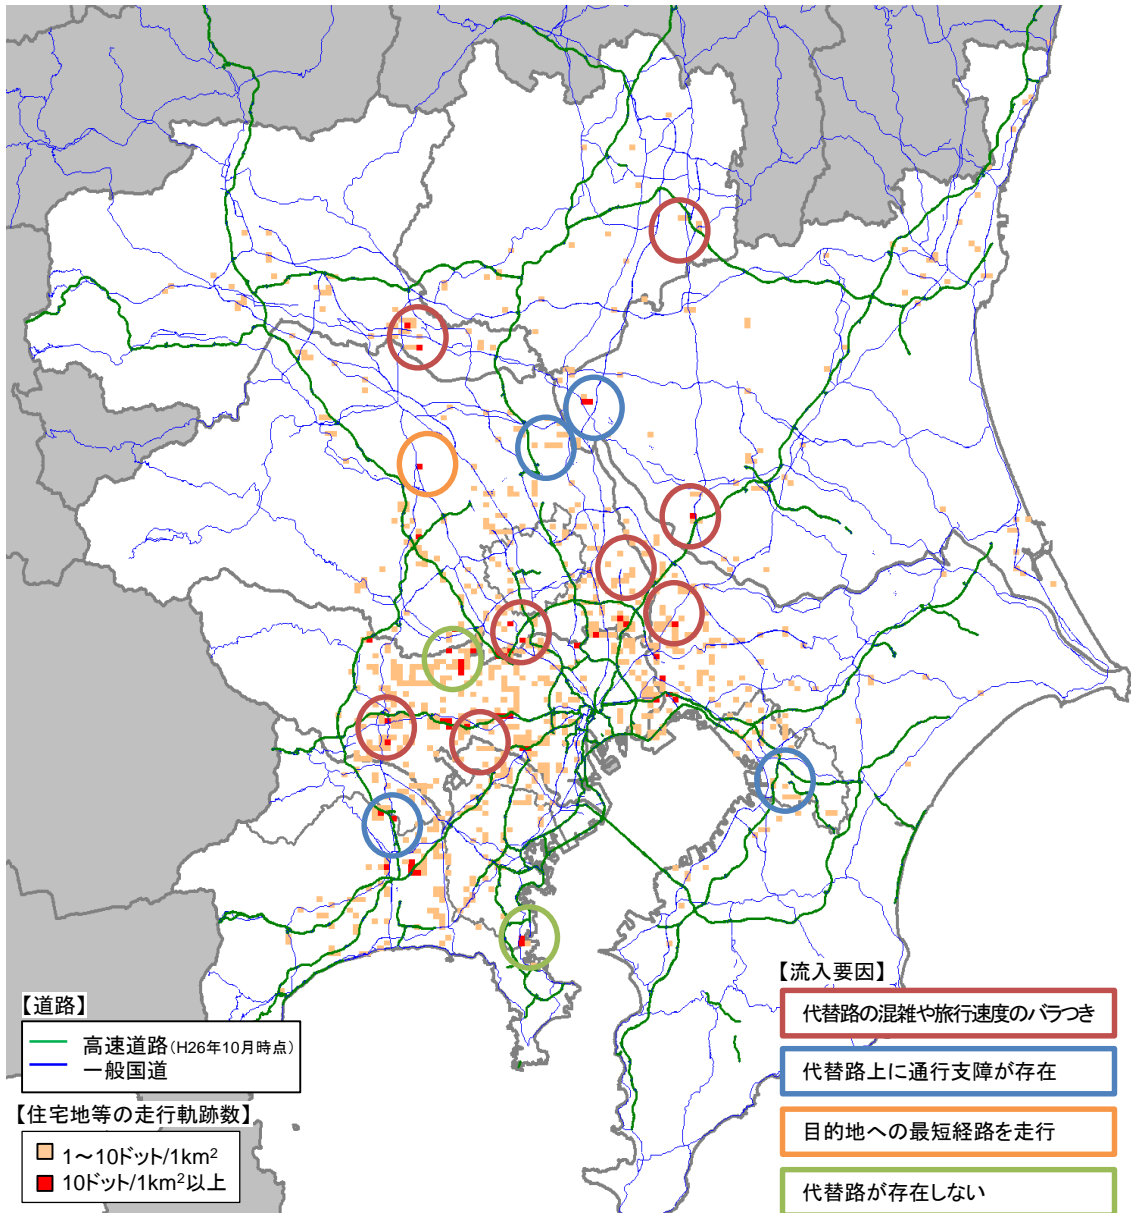 【道路】
高速道路(H26年10月時点)
一般国道
【住宅地等の走行軌跡数】
1～10ドット/1km²
10ドット/1km²以上
【流入要因】
代替路の混雑や旅行速度のバラつき
代替路上に通行支障が存在
目的地への最短経路を走行
代替路が存在しない